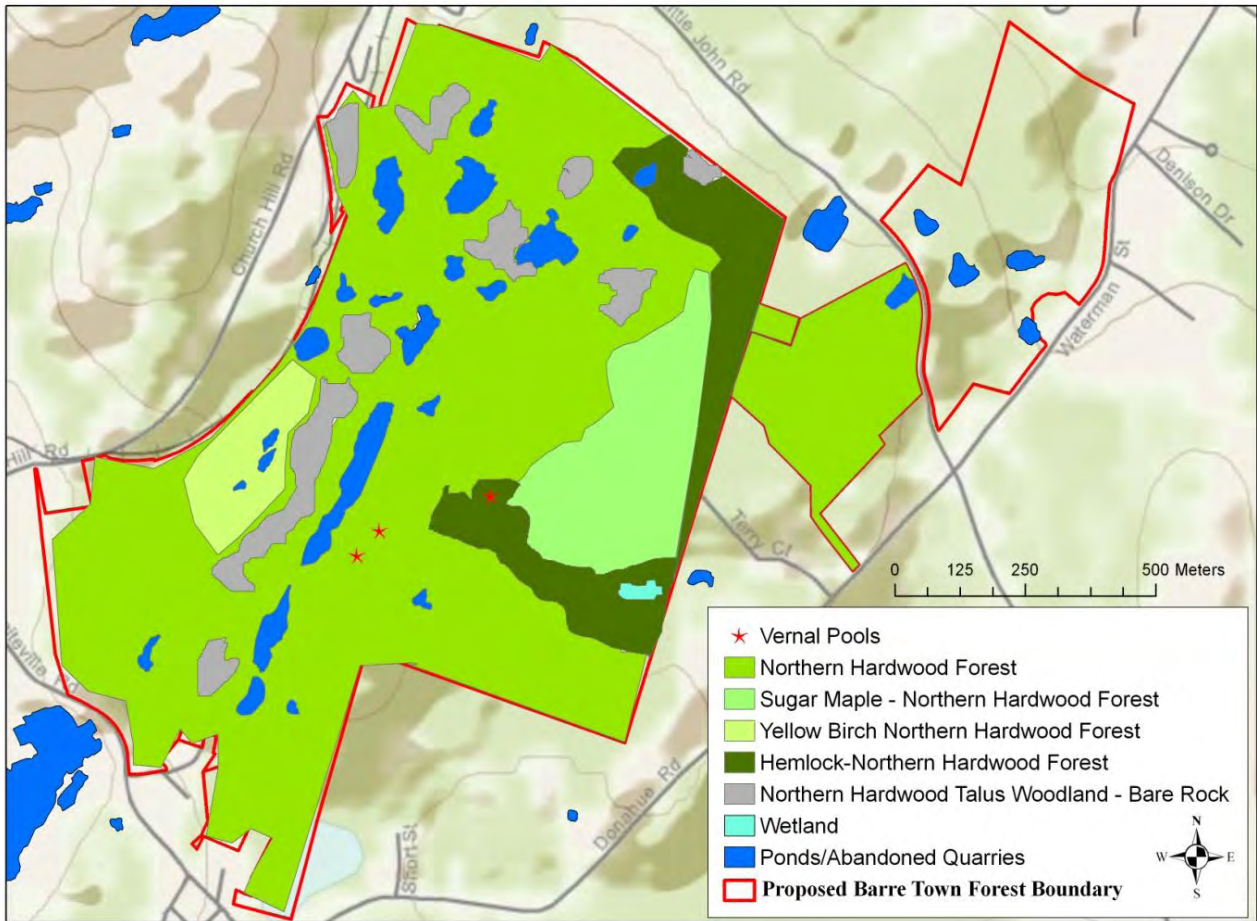 ttle John Rd
Church Hill Rd
Denison Dr
Waterman St
Hill Rd
Terry Ct
Rd
Short St
Donahue Rd
0 125 250 500 Meters
Vernal Pools
Northern Hardwood Forest
Sugar Maple - Northern Hardwood Forest
Yellow Birch Northern Hardwood Forest
Hemlock-Northern Hardwood Forest
Northern Hardwood Talus Woodland - Bare Rock
Wetland
Ponds/Abandoned Quarries
Proposed Barre Town Forest Boundary
N
W E
S